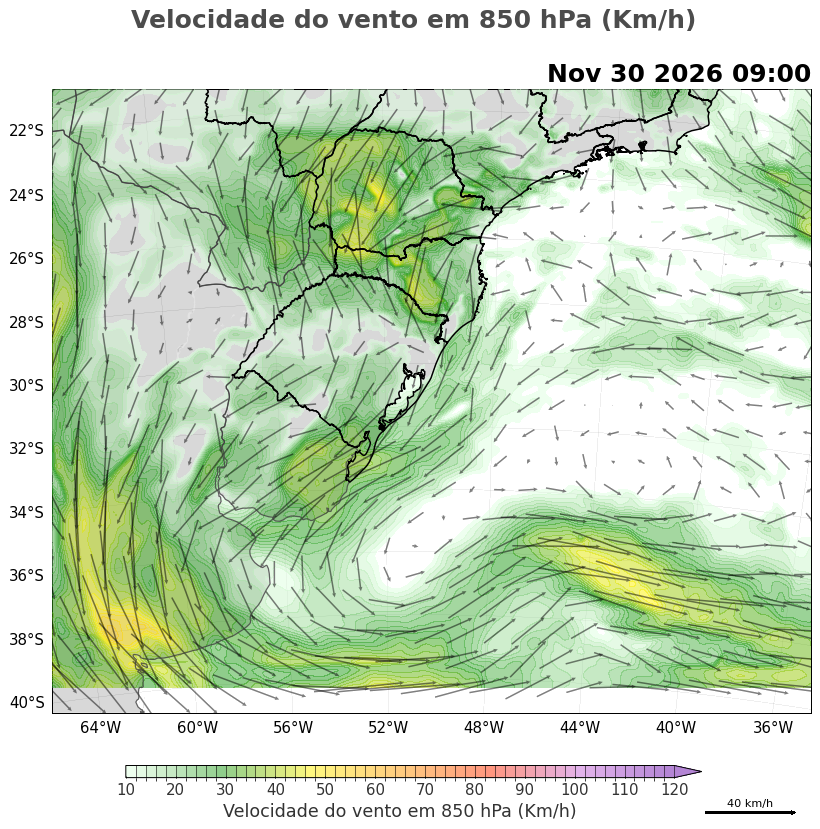 Velocidade do vento em 850 hPa (Km/h)
Nov 30 2026 09:00
22°S
24°S
26°S
28°S
30°S
32°S
34°S
36°S
38°S
40°S
64°W 60°W 56°W 52°W 48°W 44°W 40°W 36°W
10 20 30 40 50 60 70 80 90 100 110 120
Velocidade do vento em 850 hPa (Km/h)
40 km/h